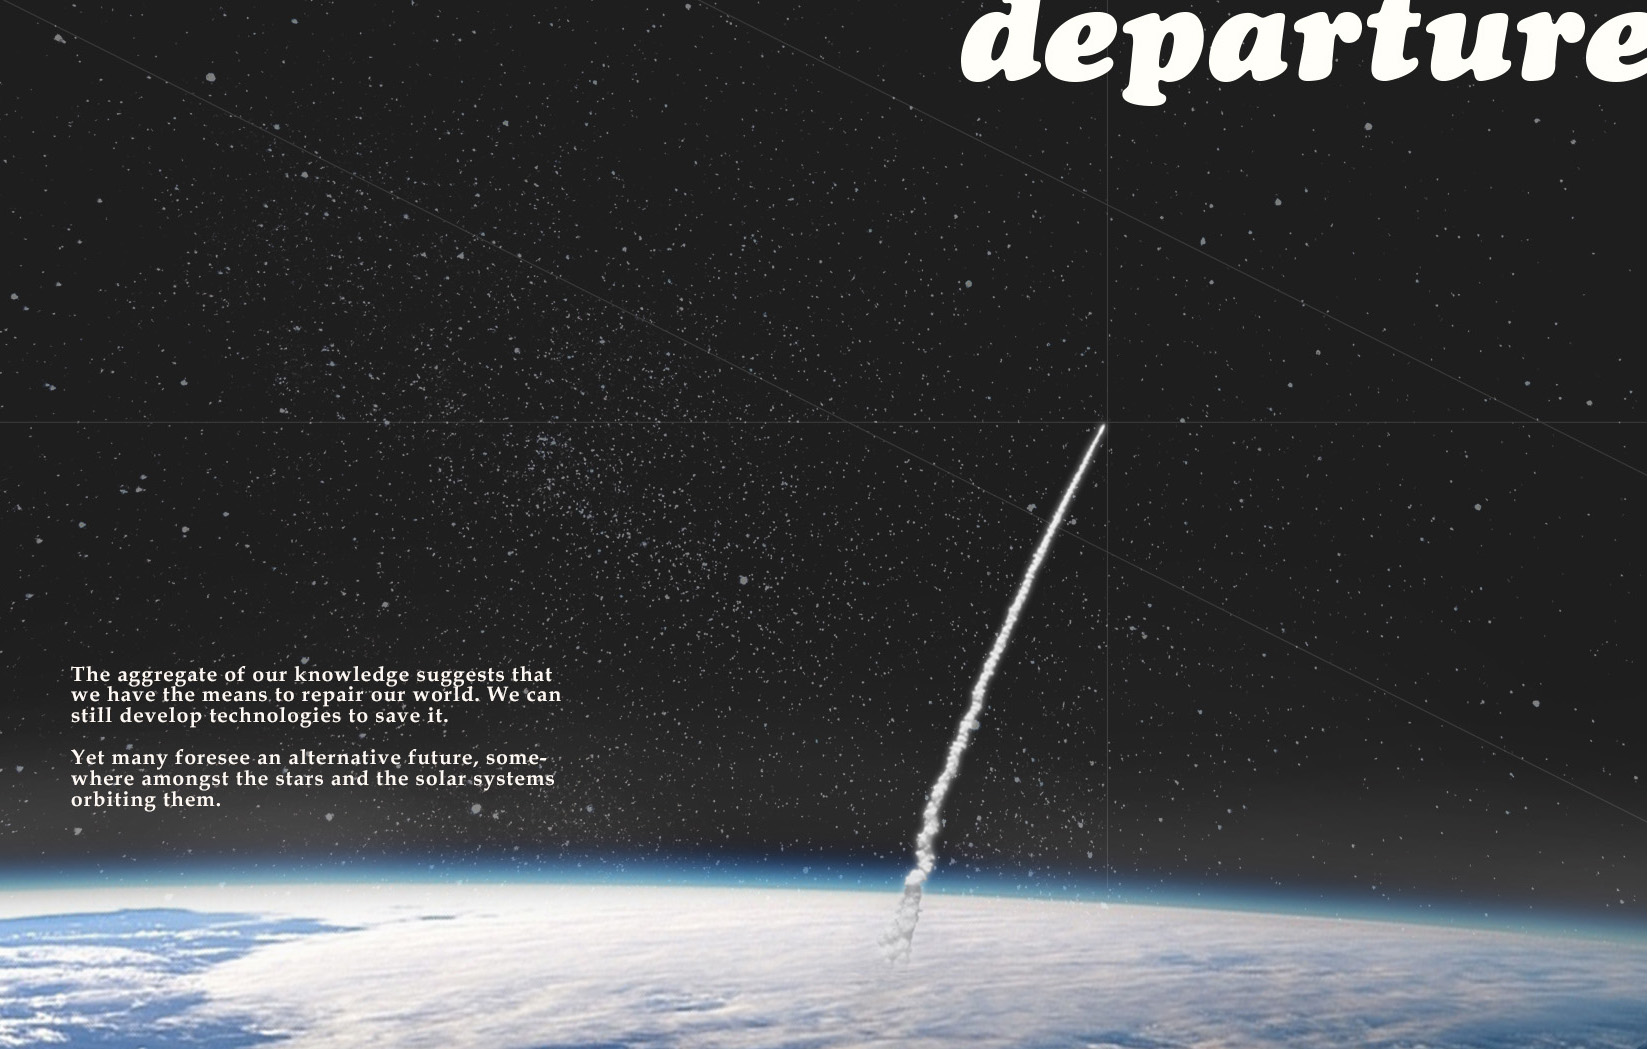 departure
The aggregate of our knowledge suggests that
we have the means to repair our world. We can
still develop technologies to save it.
Yet many foresee an alternative future, some-
where amongst the stars and the solar systems
orbiting them.